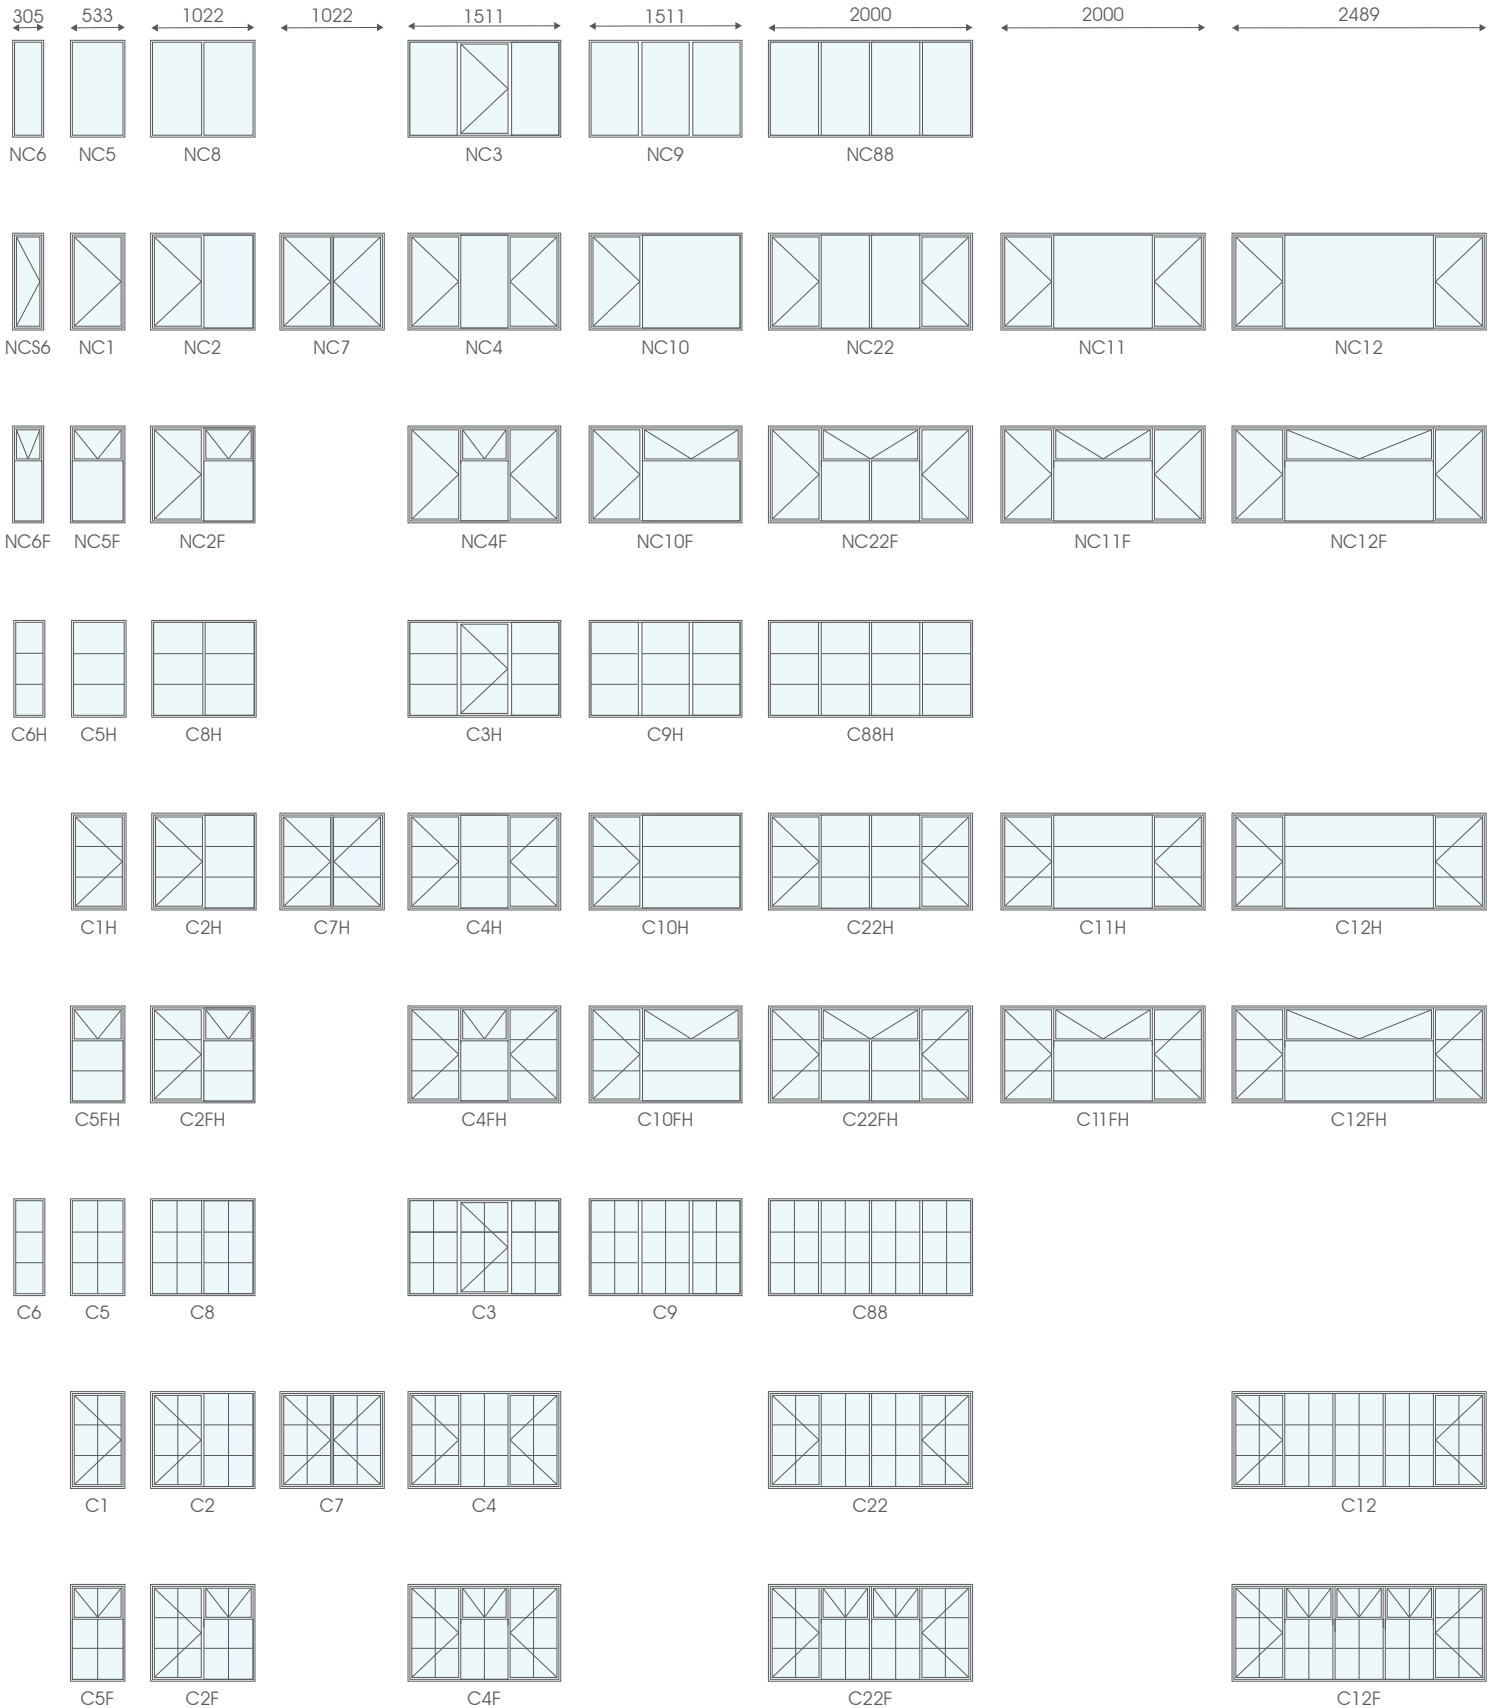 305 533 1022 1022 1511 1511 2000 2000 2489
NC6 NC5 NC8 NC3 NC9 NC88
NCS6 NC1 NC2 NC7 NC4 NC10 NC22 NC11 NC12
NC6F NC5F NC2F NC4F NC10F NC22F NC11F NC12F
C6H C5H C8H C3H C9H C88H
C1H C2H C7H C4H C10H C22H C11H C12H
C5FH C2FH C4FH C10FH C22FH C11FH C12FH
C6 C5 C8 C3 C9 C88
C1 C2 C7 C4 C22 C12
C5F C2F C4F C22F C12F